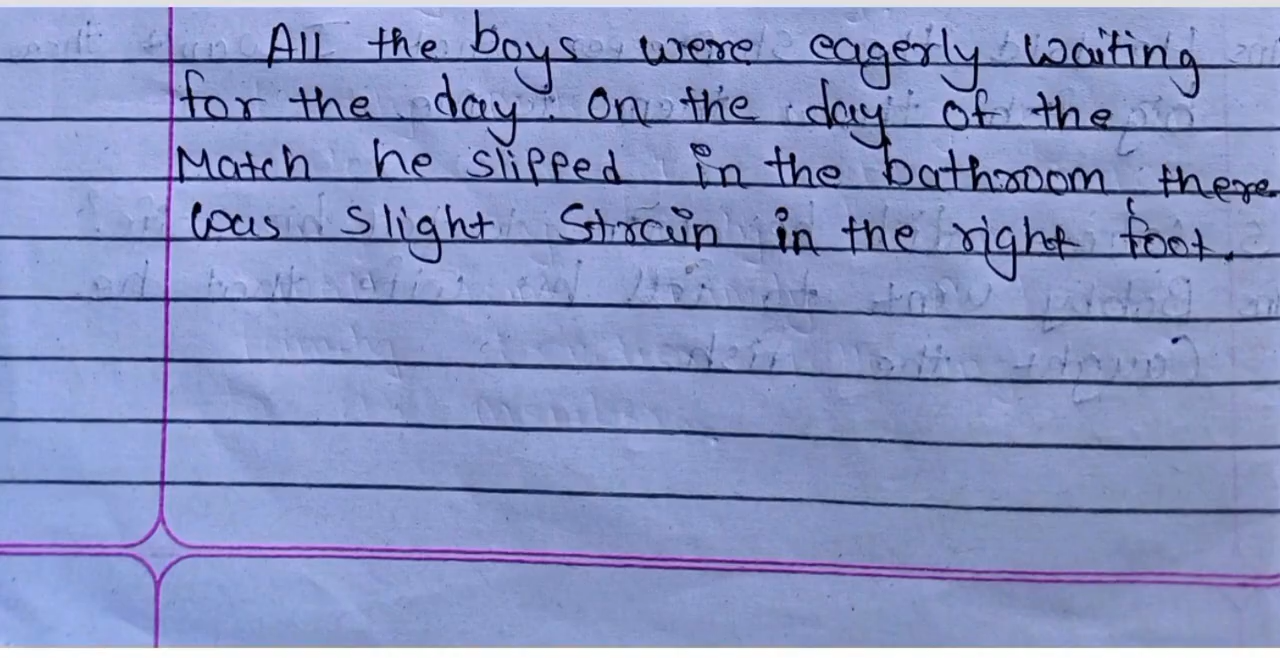 All the boys were eagerly waiting
for the day. on the day of the
Match he slipped in the bathroom there
was slight Strain in the right foot.